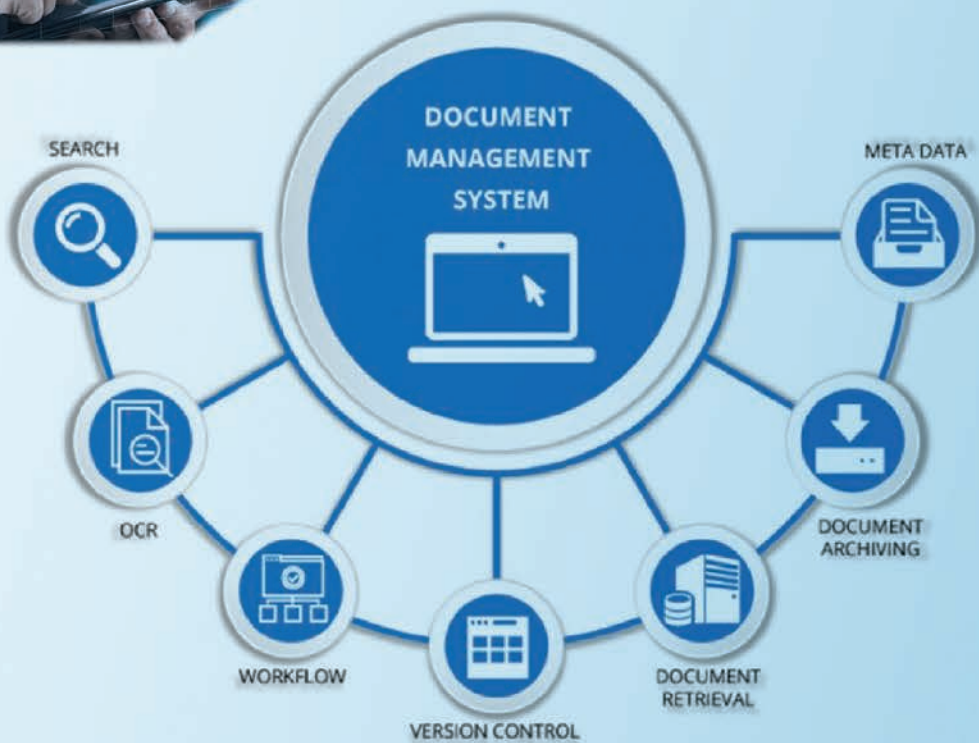 DOCUMENT
MANAGEMENT
SYSTEM
SEARCH
META DATA
OCR
DOCUMENT
ARCHIVING
WORKFLOW
DOCUMENT
RETRIEVAL
VERSION CONTROL